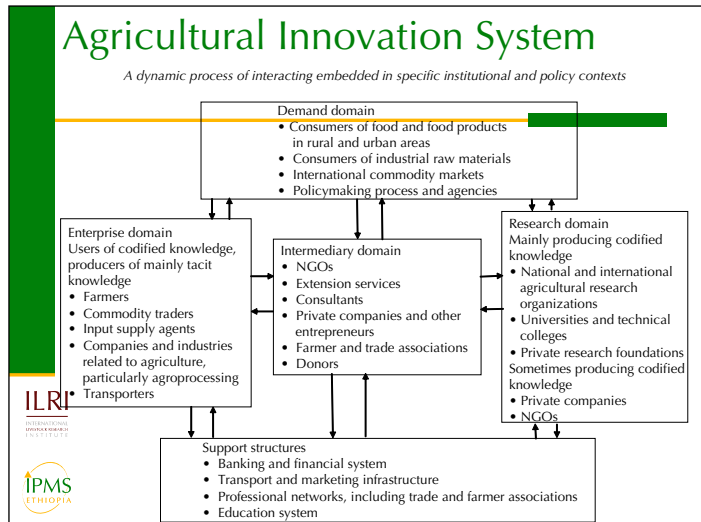 Agricultural Innovation System
A dynamic process of interacting embedded in specific institutional and policy contexts
Demand domain
• Consumers of food and food products
in rural and urban areas
• Consumers of industrial raw materials
• International commodity markets
• Policymaking process and agencies
Enterprise domain
Users of codified knowledge,
producers of mainly tacit
knowledge
• Farmers
• Commodity traders
• Input supply agents
• Companies and industries
related to agriculture,
particularly agroprocessing
• Transporters
Intermediary domain
• NGOs
• Extension services
• Consultants
• Private companies and other
entrepreneurs
• Farmer and trade associations
• Donors
Research domain
Mainly producing codified
knowledge
• National and international
agricultural research
organizations
• Universities and technical
colleges
• Private research foundations
Sometimes producing codified
knowledge
• Private companies
• NGOs
Support structures
• Banking and financial system
• Transport and marketing infrastructure
• Professional networks, including trade and farmer associations
• Education system
ILRI
INTERNATIONAL
LIVESTOCK RESEARCH
INSTITUTE
IPMS
ETHIOPIA